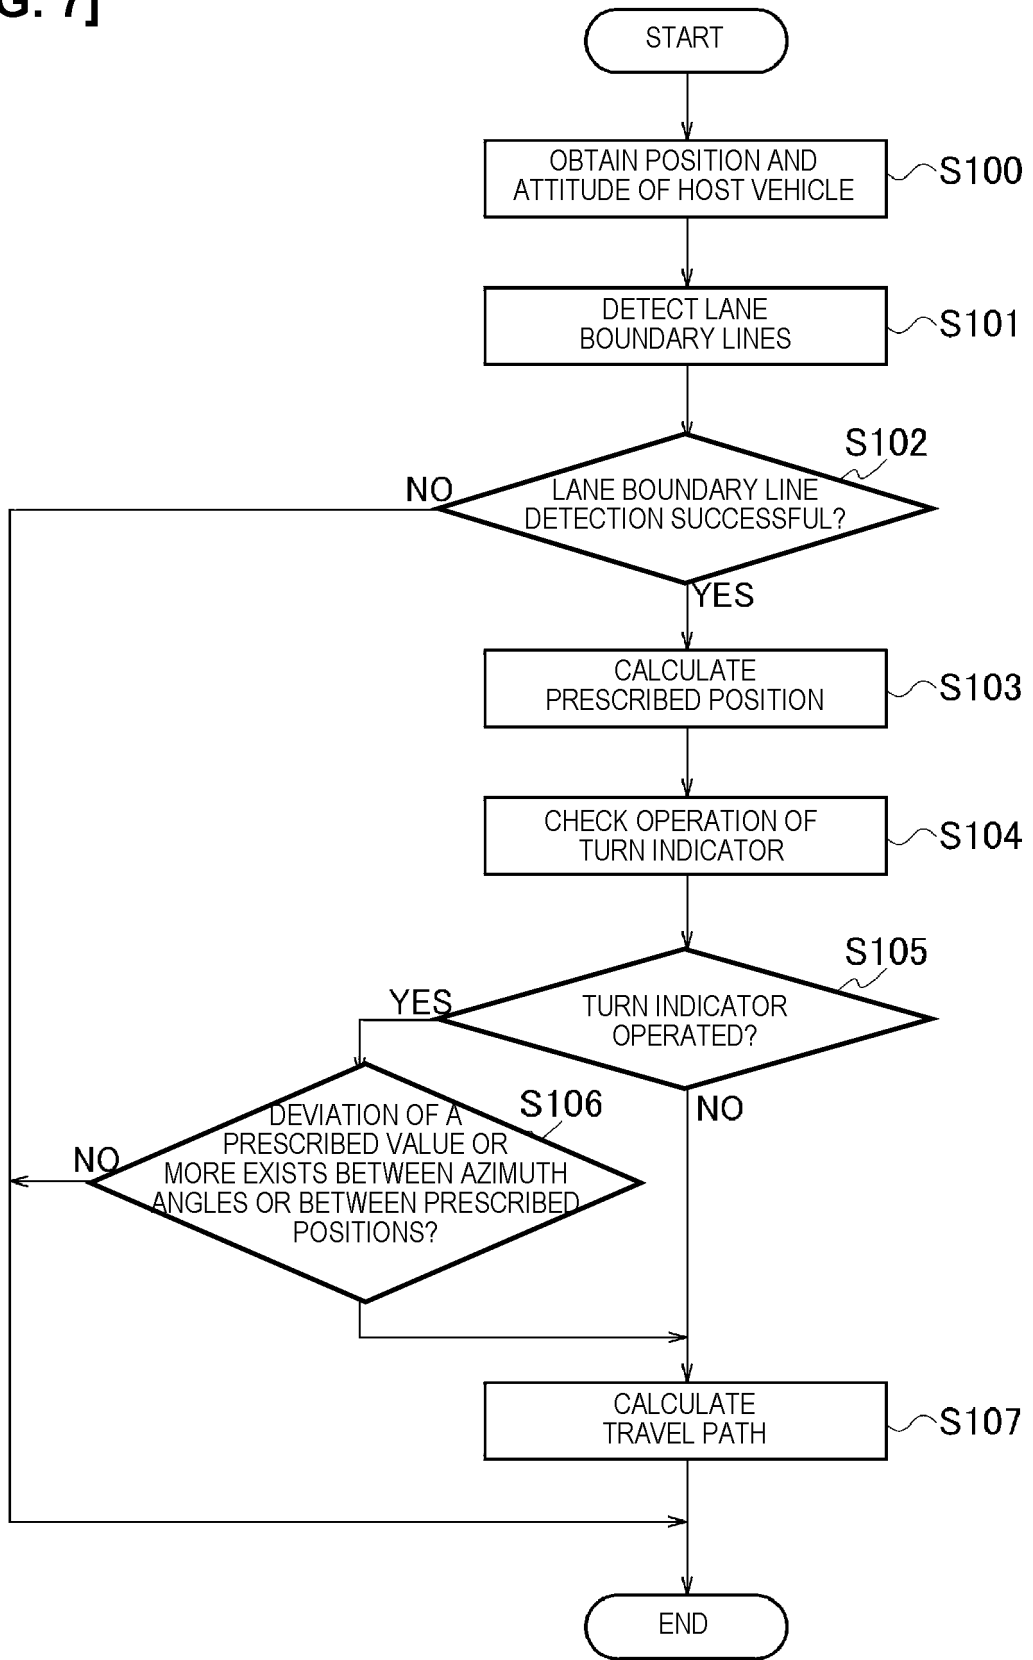 G. 7]
START
OBTAIN POSITION AND
ATTITUDE OF HOST VEHICLE
S100
DETECT LANE
BOUNDARY LINES
S101
S102
NO
LANE BOUNDARY LINE
DETECTION SUCCESSFUL?
YES
CALCULATE
PRESCRIBED POSITION
S103
CHECK OPERATION OF
TURN INDICATOR
S104
S105
YES
TURN INDICATOR
OPERATED?
NO
S106
DEVIATION OF A
PRESCRIBED VALUE OR
MORE EXISTS BETWEEN AZIMUTH
ANGLES OR BETWEEN PRESCRIBED
POSITIONS?
NO
CALCULATE
TRAVEL PATH
S107
END